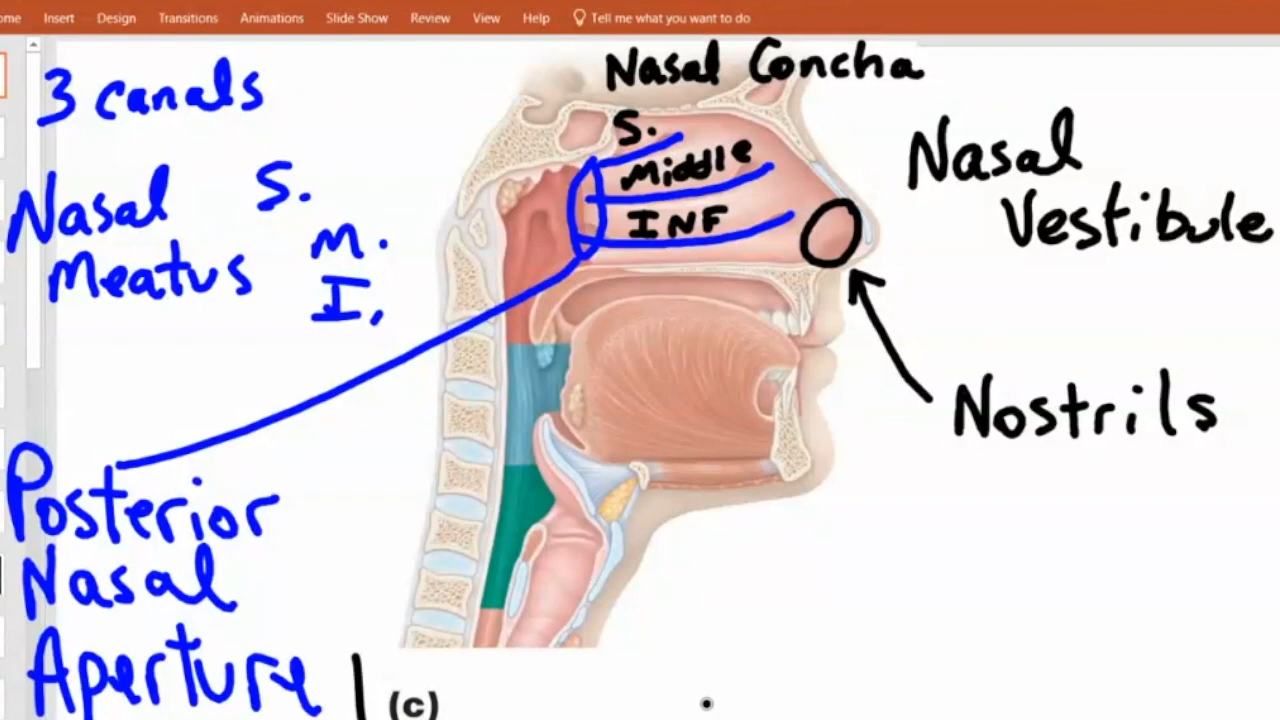 ome Insert Design Transitions Animations Slide Show Review View Help Tell me what you want to do
3 canals
Nasal
Meatus
S.
M.
I.
Posterior
Nasal
Aperture
Nasal Concha
S.
Middle
INF
Nasal
Vestibule
Nostrils
(c)